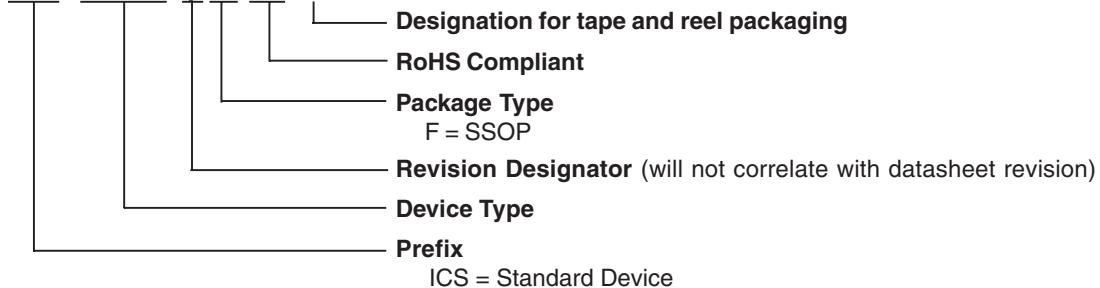 Designation for tape and reel packaging
RoHS Compliant
Package Type
F = SSOP
Revision Designator (will not correlate with datasheet revision)
Device Type
Prefix
ICS = Standard Device